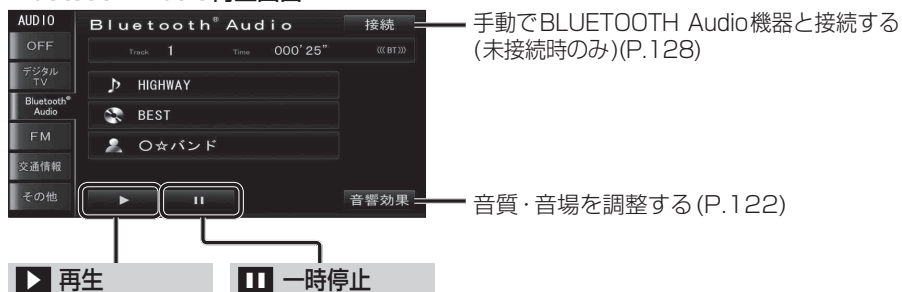 AUDIO
Bluetooth® Audio
接続
OFF
Track 1 Time 000'25" (((BT)))
デジタル
TV
HIGHWAY
Bluetooth®
Audio
BEST
FM
○☆バンド
交通情報
その他
音響効果
手動でBLUETOOTH Audio機器と接続する
(未接続時のみ)(P.128)
音質・音場を調整する(P.122)
再生
一時停止